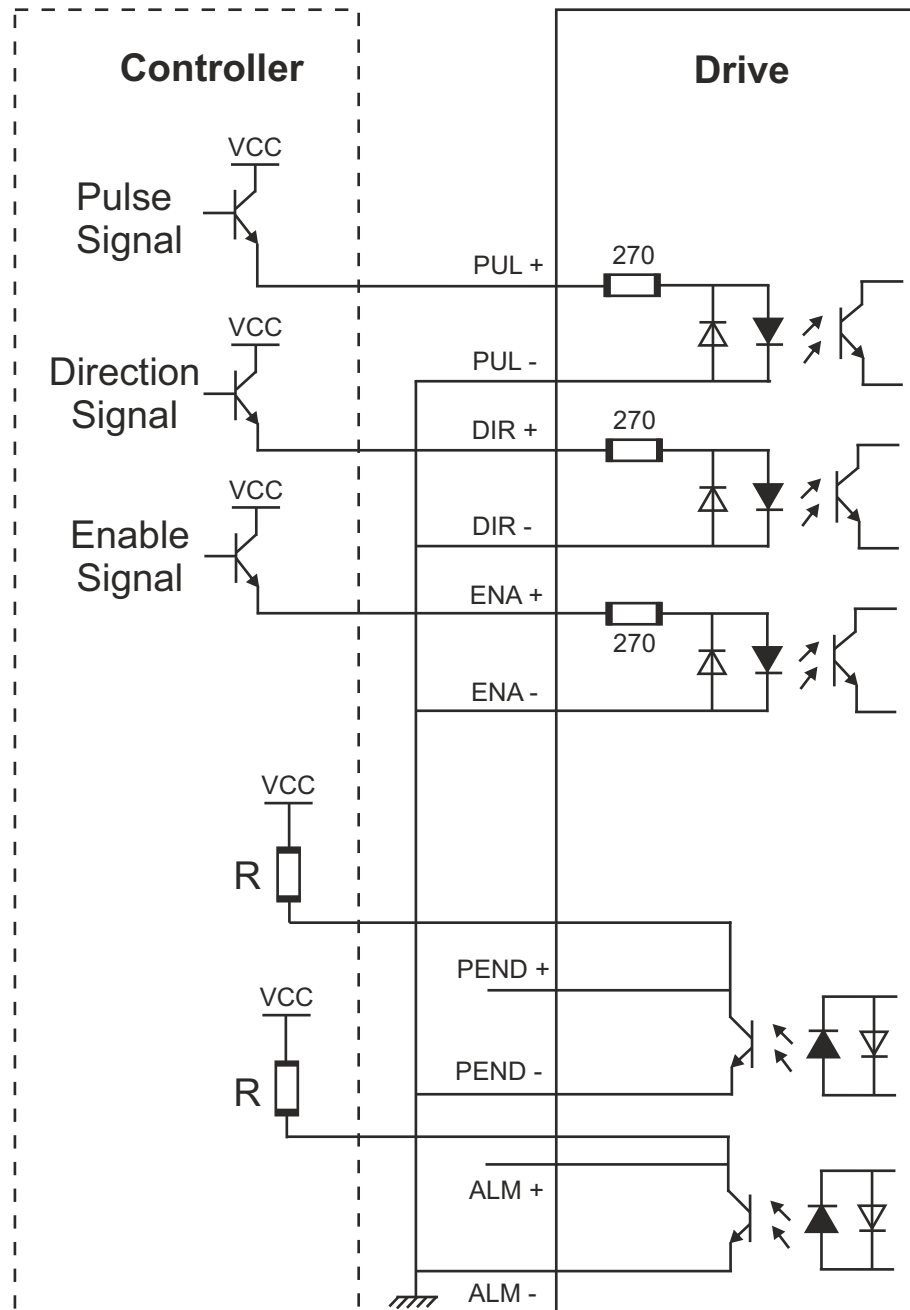 Controller
Drive
VCC
Pulse
Signal
PUL +
270
VCC
Direction
Signal
PUL -
DIR +
270
VCC
Enable
Signal
DIR -
ENA +
270
ENA -
VCC
R
PEND +
VCC
R
PEND -
ALM +
ALM -